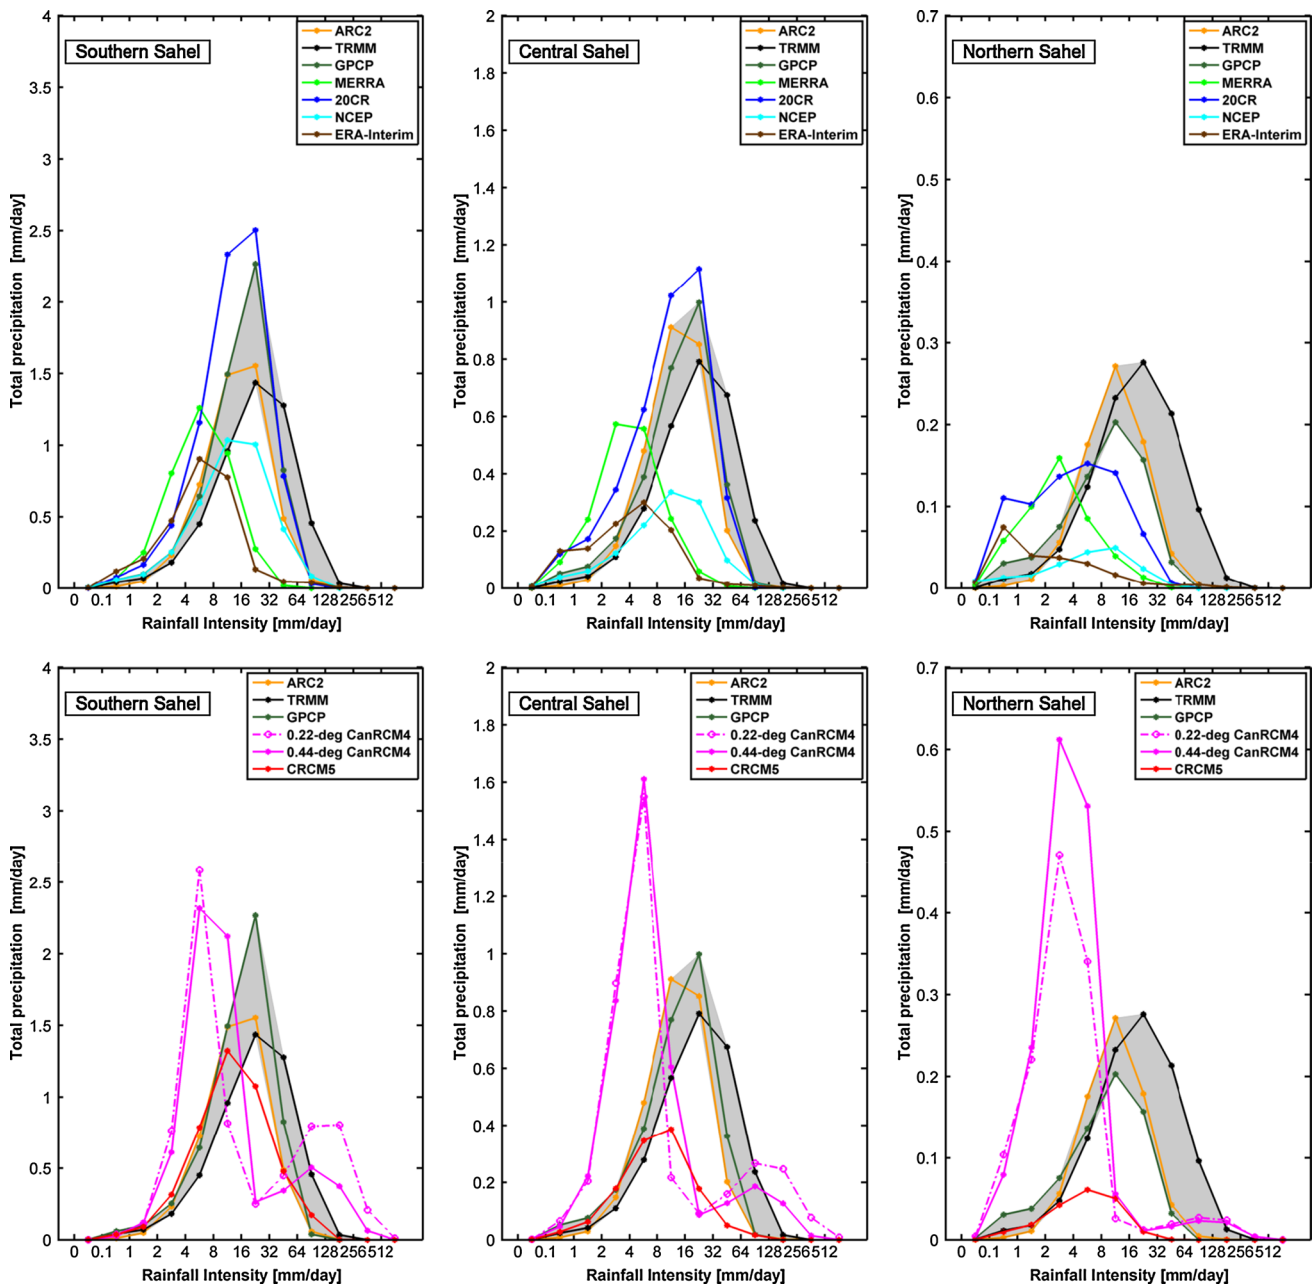 Southern Sahel
ARC2
TRMM
GPCP
MERRA
20CR
NCEP
ERA-Interim
4
3.5
3
2.5
2
1.5
1
0.5
0
Total precipitation [mm/day]
0 0.1 1 2 4 8 16 32 64 128 256 512
Rainfall Intensity [mm/day]
Central Sahel
ARC2
TRMM
GPCP
MERRA
20CR
NCEP
ERA-Interim
2
1.8
1.6
1.4
1.2
1
0.8
0.6
0.4
0.2
0
Total precipitation [mm/day]
0 0.1 1 2 4 8 16 32 64 128 256 512
Rainfall Intensity [mm/day]
Northern Sahel
ARC2
TRMM
GPCP
MERRA
20CR
NCEP
ERA-Interim
0.7
0.6
0.5
0.4
0.3
0.2
0.1
0
Total precipitation [mm/day]
0 0.1 1 2 4 8 16 32 64 128 256 512
Rainfall Intensity [mm/day]
Southern Sahel
ARC2
TRMM
GPCP
0.22-deg CanRCM4
0.44-deg CanRCM4
CRCM5
4
3.5
3
2.5
2
1.5
1
0.5
0
Total precipitation [mm/day]
0 0.1 1 2 4 8 16 32 64 128 256 512
Rainfall Intensity [mm/day]
Central Sahel
ARC2
TRMM
GPCP
0.22-deg CanRCM4
0.44-deg CanRCM4
CRCM5
2
1.8
1.6
1.4
1.2
1
0.8
0.6
0.4
0.2
0
Total precipitation [mm/day]
0 0.1 1 2 4 8 16 32 64 128 256 512
Rainfall Intensity [mm/day]
Northern Sahel
ARC2
TRMM
GPCP
0.22-deg CanRCM4
0.44-deg CanRCM4
CRCM5
0.7
0.6
0.5
0.4
0.3
0.2
0.1
0
Total precipitation [mm/day]
0 0.1 1 2 4 8 16 32 64 128 256 512
Rainfall Intensity [mm/day]